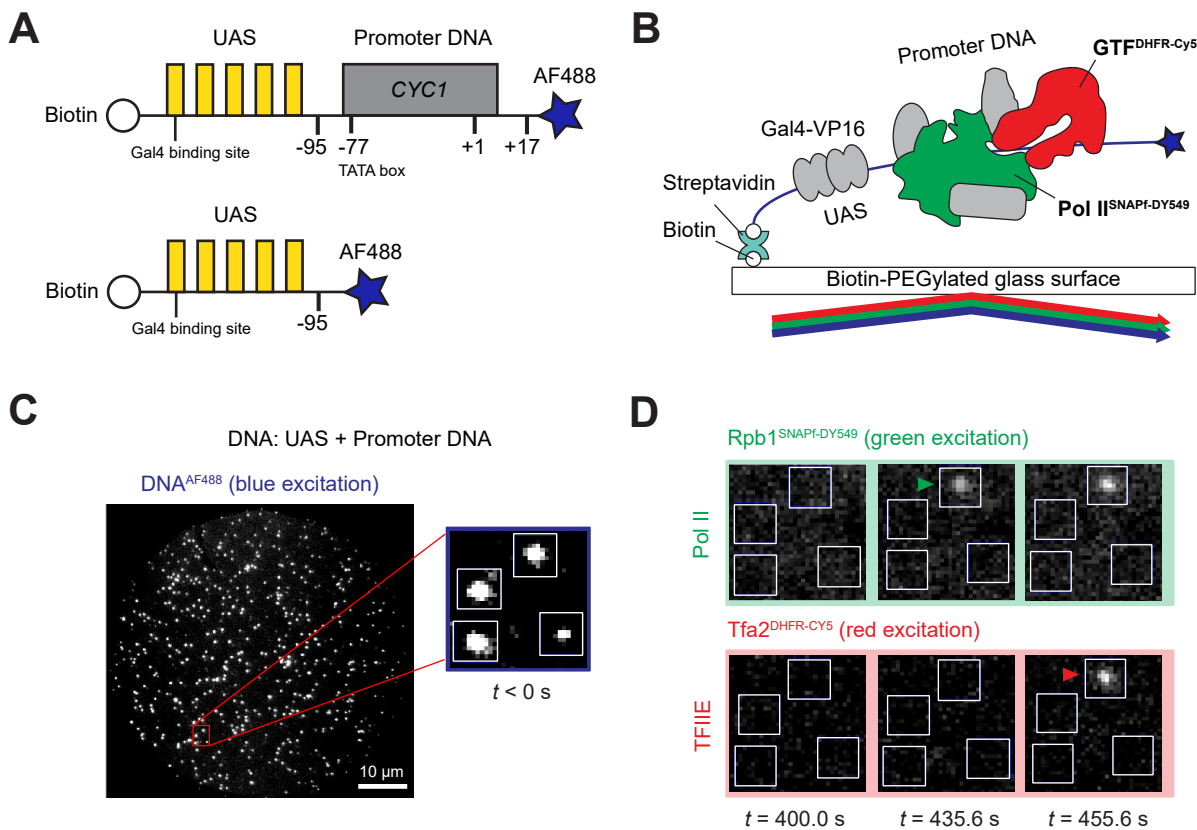 A
UAS
Promoter DNA
AF488
CYC1
Biotin
Gal4 binding site
-95
-77
+1
+17
TATA box
UAS
AF488
Biotin
Gal4 binding site
-95
B
Promoter DNA
GTF^DHFR-Cy5
Gal4-VP16
Streptavidin
UAS
Pol II^SNAPf-DY549
Biotin
Biotin-PEGylated glass surface
C
DNA: UAS + Promoter DNA
DNA^AF488 (blue excitation)
10 µm
t < 0 s
D
Rpb1^SNAPf-DY549 (green excitation)
Pol II
Tfa2^DHFR-CY5 (red excitation)
TFIIE
t = 400.0 s
t = 435.6 s
t = 455.6 s